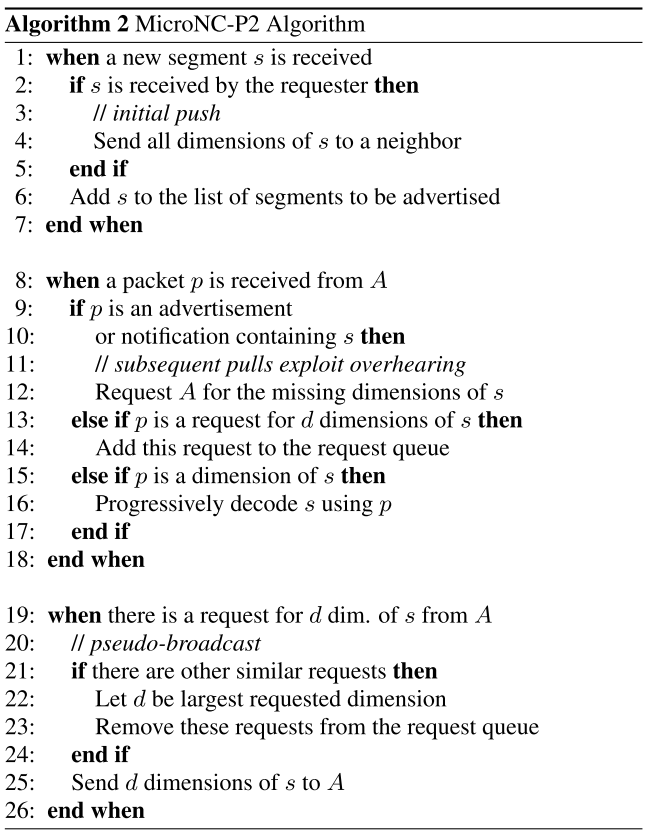 Algorithm 2 MicroNC-P2 Algorithm
1: when a new segment s is received
2: if s is received by the requester then
3: // initial push
4: Send all dimensions of s to a neighbor
5: end if
6: Add s to the list of segments to be advertised
7: end when
8: when a packet p is received from A
9: if p is an advertisement
10: or notification containing s then
11: // subsequent pulls exploit overhearing
12: Request A for the missing dimensions of s
13: else if p is a request for d dimensions of s then
14: Add this request to the request queue
15: else if p is a dimension of s then
16: Progressively decode s using p
17: end if
18: end when
19: when there is a request for d dim. of s from A
20: // pseudo-broadcast
21: if there are other similar requests then
22: Let d be largest requested dimension
23: Remove these requests from the request queue
24: end if
25: Send d dimensions of s to A
26: end when